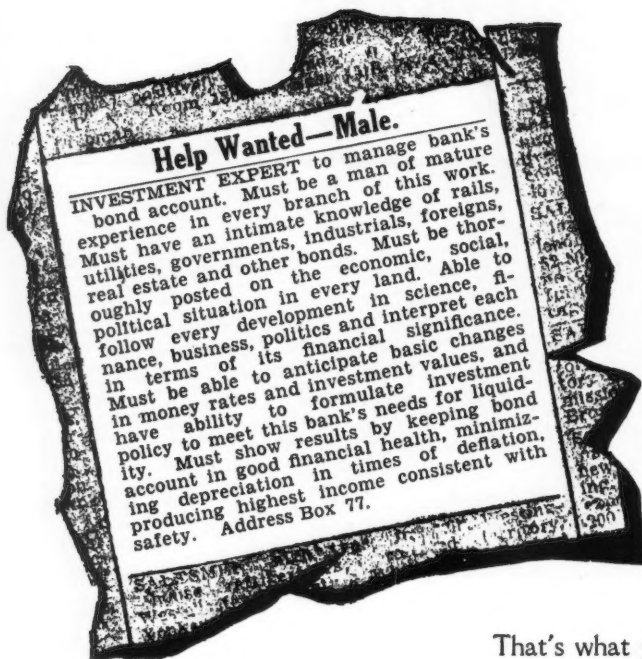 Help Wanted—Male.
INVESTMENT EXPERT to manage bank's
bond account. Must be a man of mature
experience in every branch of this work.
Must have an intimate knowledge of rails,
utilities, governments, industrials, foreigns,
real estate and other bonds. Must be thor-
oughly posted on the economic, social,
political situation in every land. Able to
follow every development in science, fi-
nance, business, politics and interpret each
in terms of its financial significance.
Must be able to anticipate basic changes
in money rates and investment values, and
have ability to formulate investment
policy to meet this bank's needs for liquid-
ity. Must show results by keeping bond
account in good financial health, minimiz-
ing depreciation in times of deflation,
producing highest income consistent with
safety. Address Box 77.
That's what